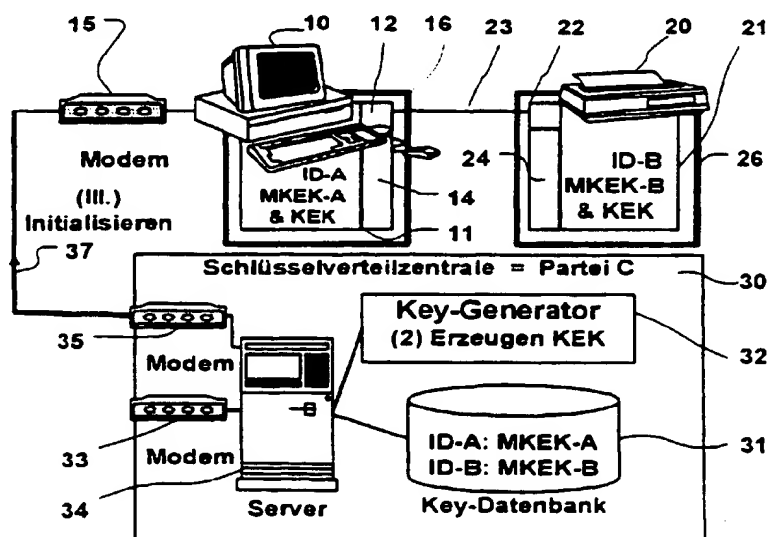 15
10
12
16
23
22
20
21
Modem
(III.)
Initialisieren
37
ID-A
MKEK-A
& KEK
14
11
24
ID-B
MKEK-B
& KEK
26
Schlüsselverteilzentrale = Partei C
30
35
Modem
Key-Generator
(2) Erzeugen KEK
32
33
Modem
34
Server
ID-A: MKEK-A
ID-B: MKEK-B
31
Key-Datenbank